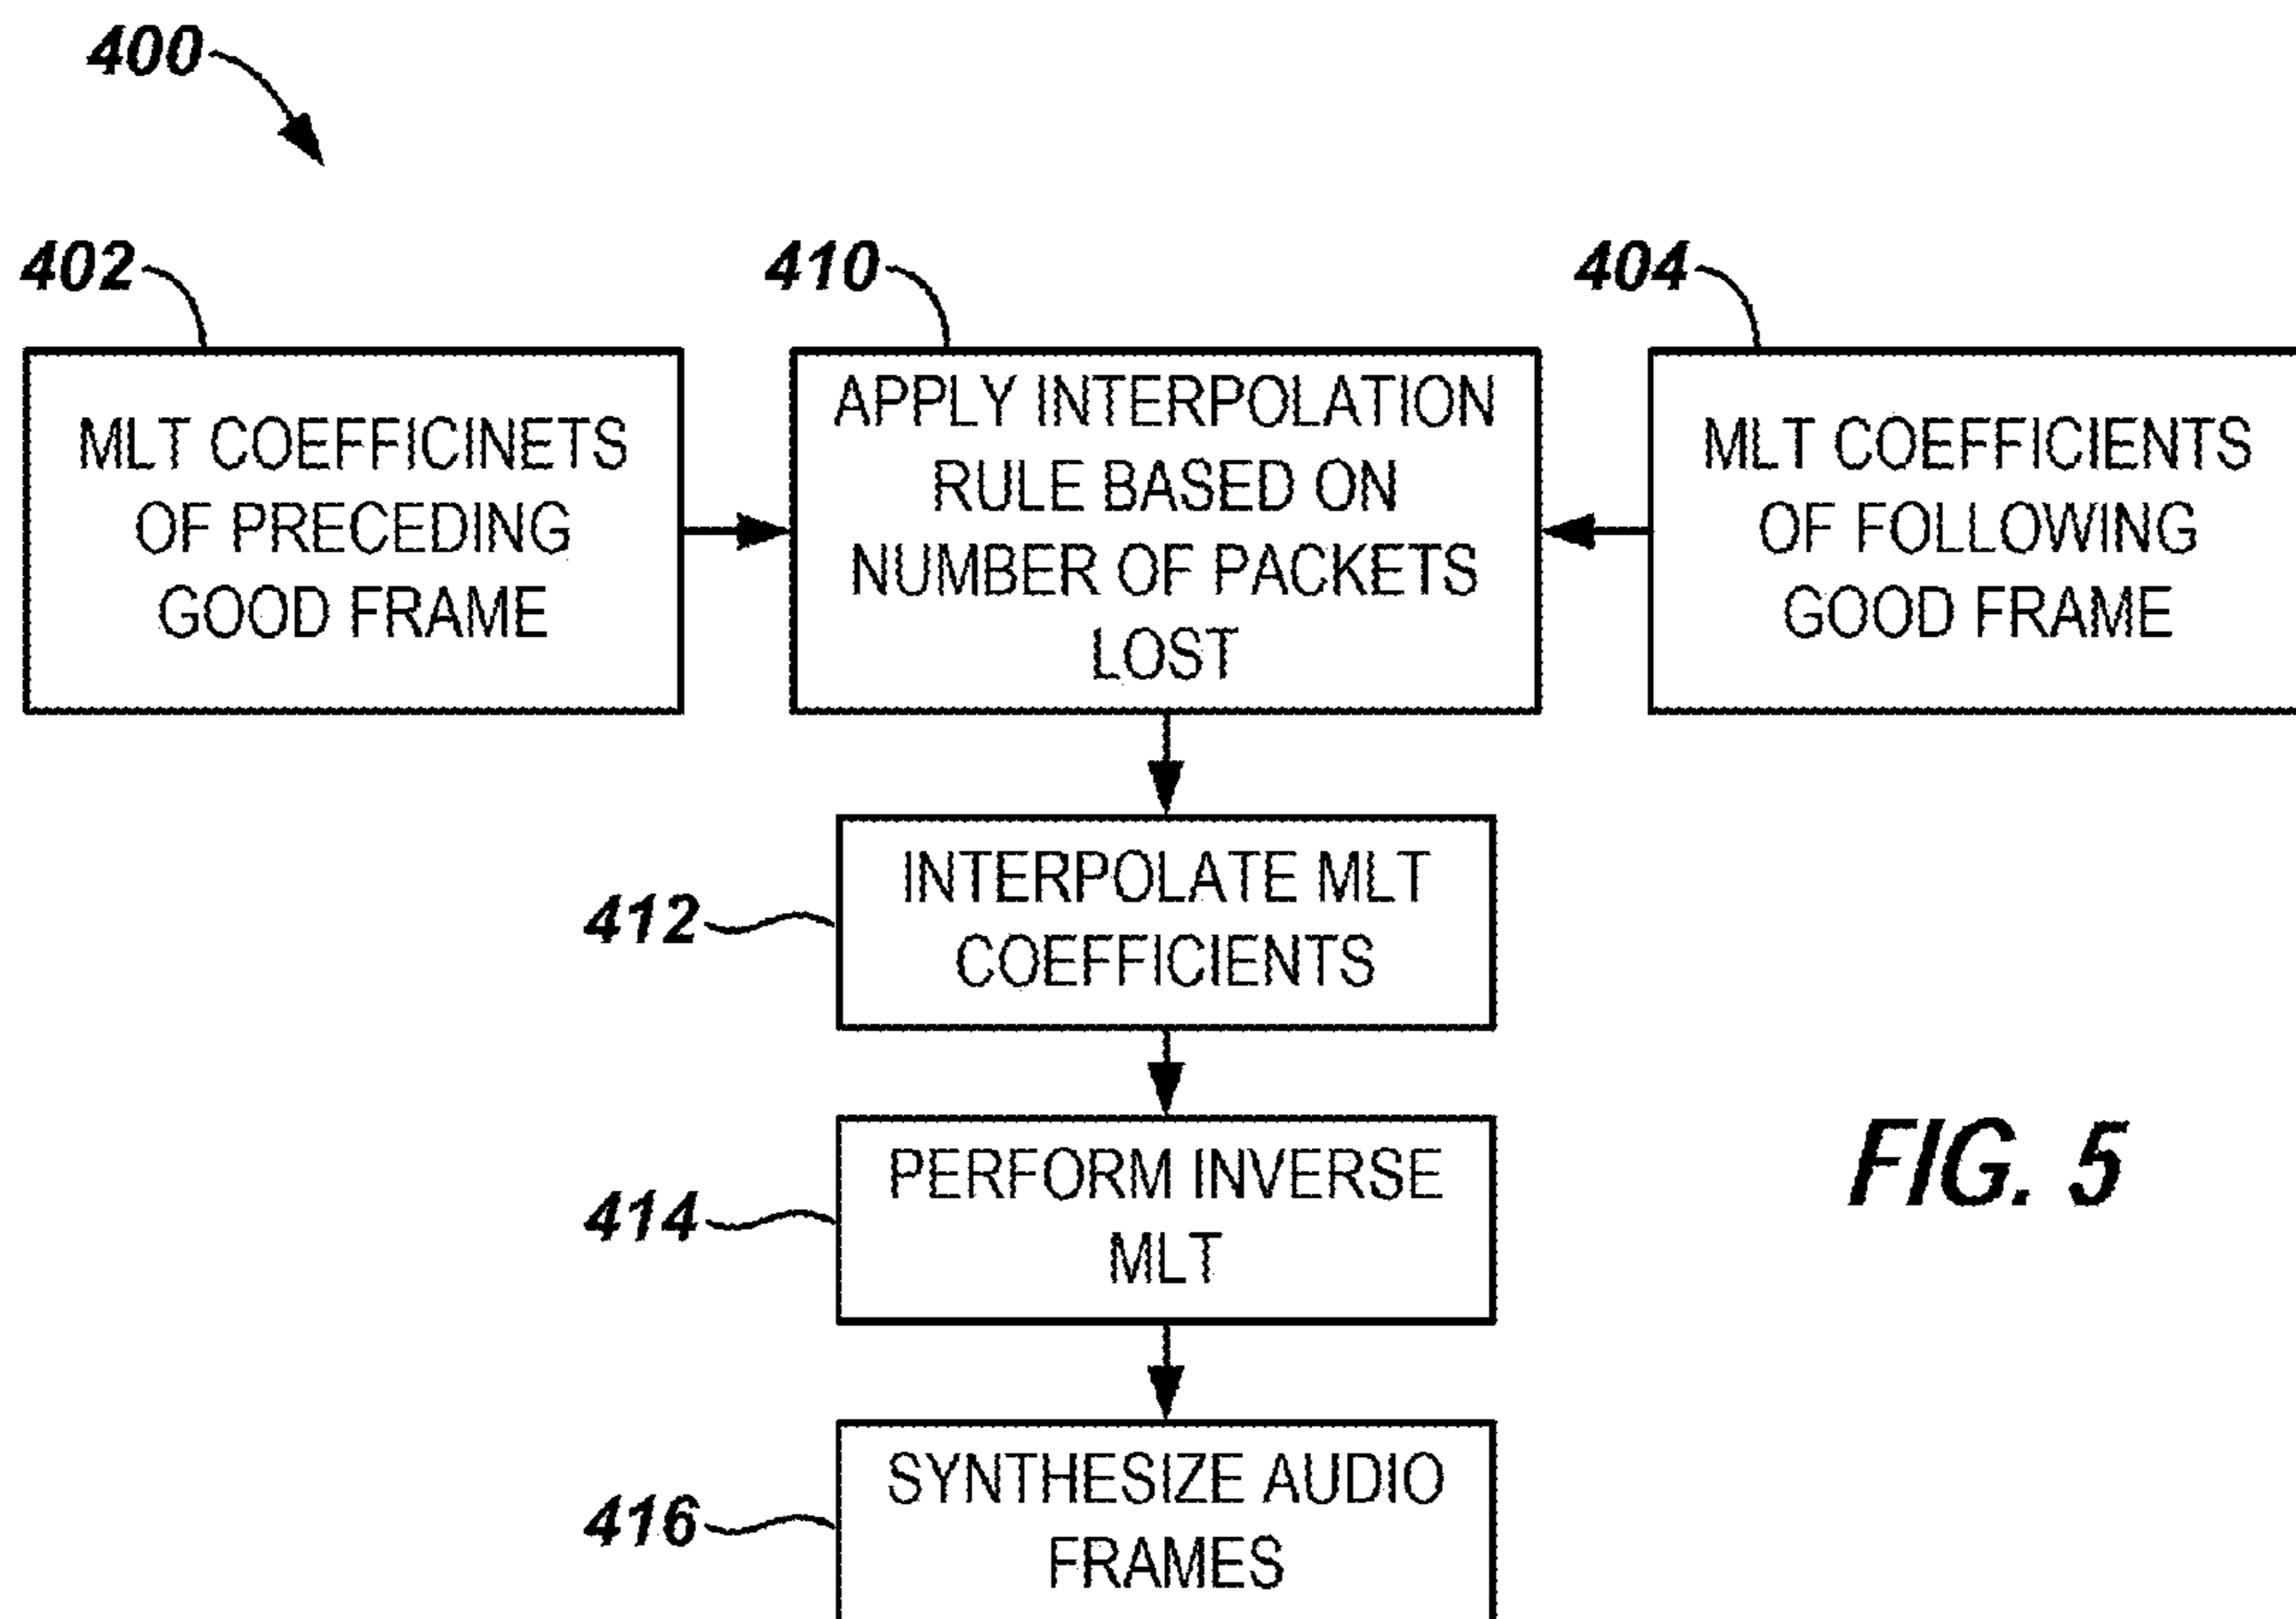 400
402
410
404
MLT COEFFICINETS
OF PRECEDING
GOOD FRAME
APPLY INTERPOLATION
RULE BASED ON
NUMBER OF PACKETS
LOST
MLT COEFFICIENTS
OF FOLLOWING
GOOD FRAME
412
INTERPOLATE MLT
COEFFICIENTS
414
PERFORM INVERSE
MLT
FIG. 5
416
SYNTHESIZE AUDIO
FRAMES